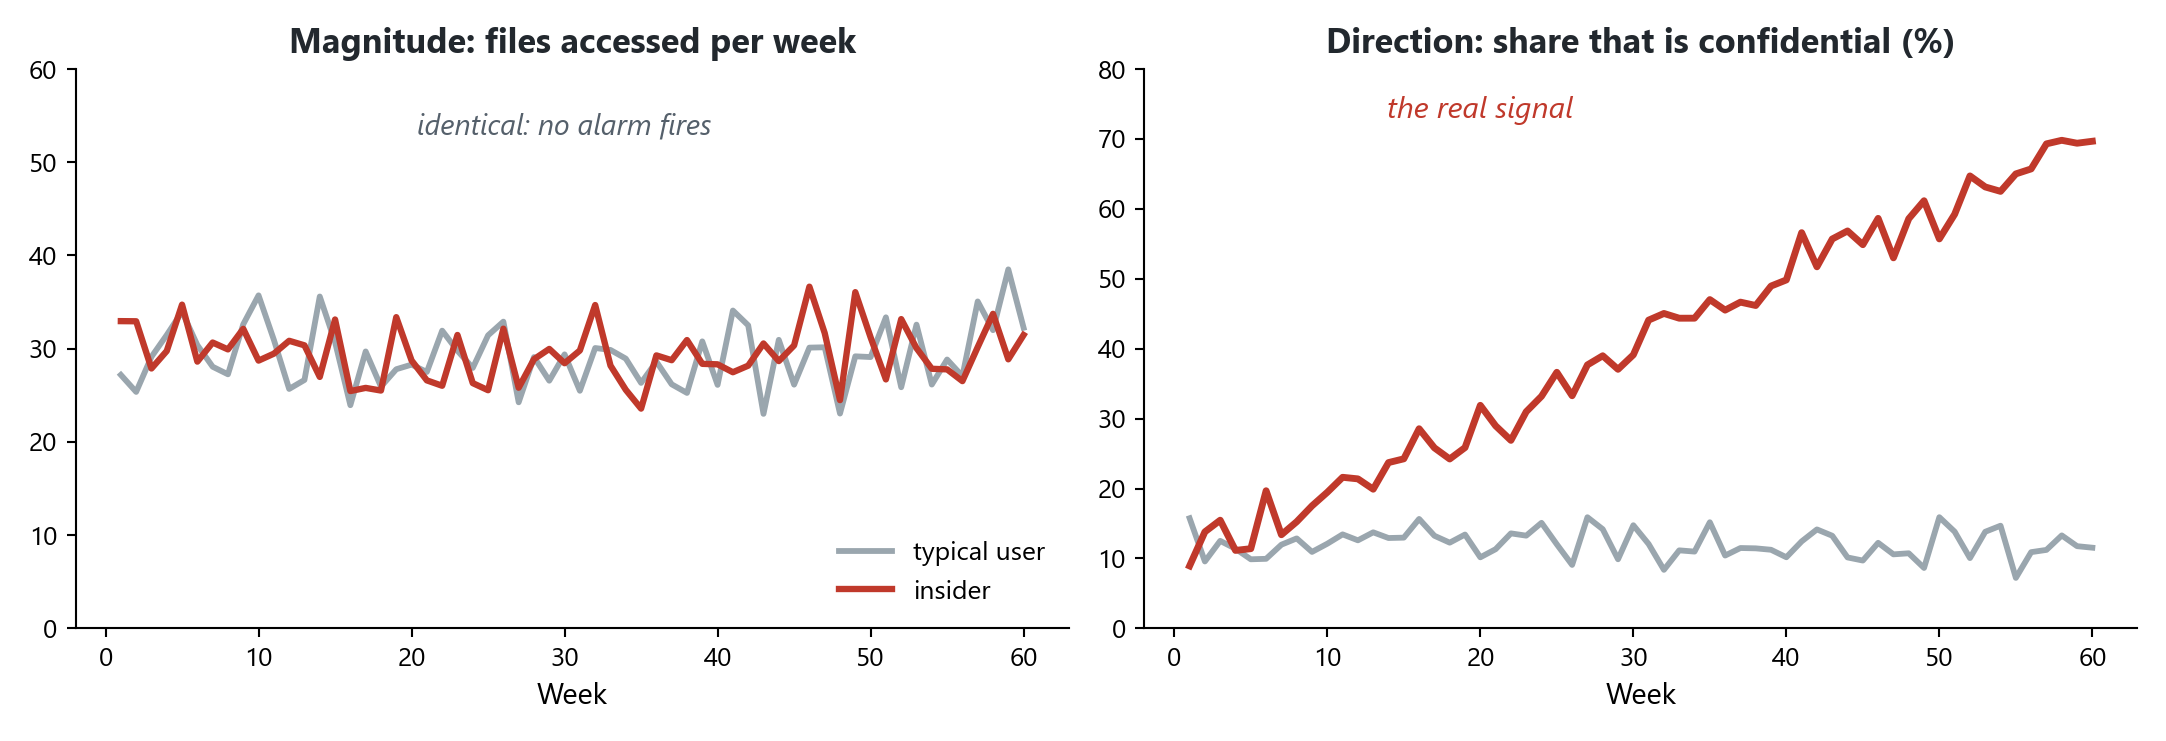 Magnitude: files accessed per week
identical: no alarm fires
60
50
40
30
20
10
0
typical user
insider
0 10 20 30 40 50 60
Week
Direction: share that is confidential (%)
the real signal
80
70
60
50
40
30
20
10
0
0 10 20 30 40 50 60
Week